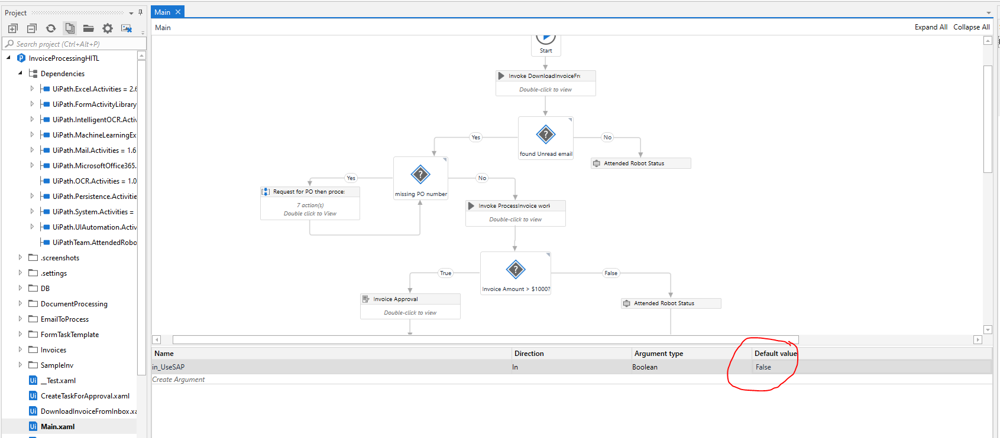 Project
Search project (Ctrl+Alt+P)
InvoiceProcessingHITL
Dependencies
UiPath.Excel.Activities = 2.6
UiPath.FormActivityLibrary
UiPath.IntelligentOCR.Activ
UiPath.MachineLearningEx
UiPath.Mail.Activities = 1.6
UiPath.MicrosoftOffice365.
UiPath.OCR.Activities = 1.0
UiPath.Persistence.Activitie
UiPath.System.Activities =
UiPath.UIAutomation.Activ
UiPathTeam.AttendedRobo
.screenshots
.settings
DB
DocumentProcessing
EmailToProcess
FormTaskTemplate
Invoices
SampleInv
__Test.xaml
CreateTaskForApproval.xaml
DownloadInvoiceFromInbox.xa
Main.xaml
Main
Main
Expand All
Collapse All
Start
Invoke DownloadInvoiceFro
Double-click to view
found Unread email
Yes
No
Attended Robot Status
missing PO number
Yes
No
Request for PO then proces
7 action(s)
Double click to View
Invoke ProcessInvoice work
Double-click to view
Invoice Amount > $1000?
True
False
Invoice Approval
Double-click to view
Attended Robot Status
Name Direction Argument type Default value
in_UseSAP In Boolean False
Create Argument